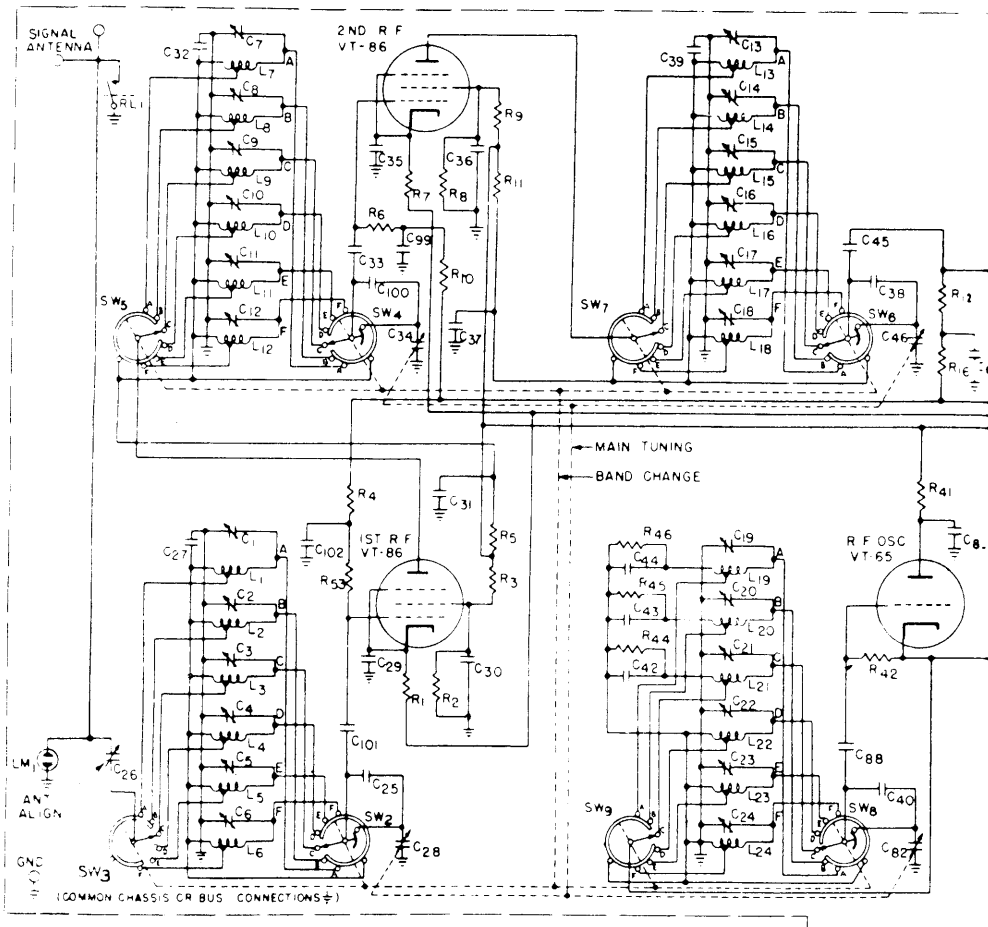 SIGNAL
ANTENNA
RL1
C32
C7
L7
A
C8
L8
B
C9
L9
C
C10
L10
D
C11
L11
E
C12
L12
F
SW5
SW4
2ND R F
VT-86
C35
R7
R8
C36
R9
R11
R6
C99
C33
R10
C100
C34
C37
C39
C13
L13
A
C14
L14
B
C15
L15
C
C16
L16
D
C17
L17
E
C18
L18
F
SW7
SW6
C45
C38
C46
R12
R16
MAIN TUNING
BAND CHANGE
R4
C31
C102
R53
1ST R F
VT-86
R5
R3
C29
R1
R2
C30
C101
C25
C28
C27
C1
L1
A
C2
L2
B
C3
L3
C
C4
L4
D
C5
L5
E
C6
L6
F
SW3
SW2
LM1
C26
ANT
ALIGN
GND
(COMMON CHASSIS OR BUS CONNECTIONS)
R46
C44
R45
C43
R44
C42
C19
L19
A
C20
L20
B
C21
L21
C
C22
L22
D
C23
L23
E
C24
L24
F
SW9
SW8
R41
R F OSC
VT-65
R42
C88
C40
C82